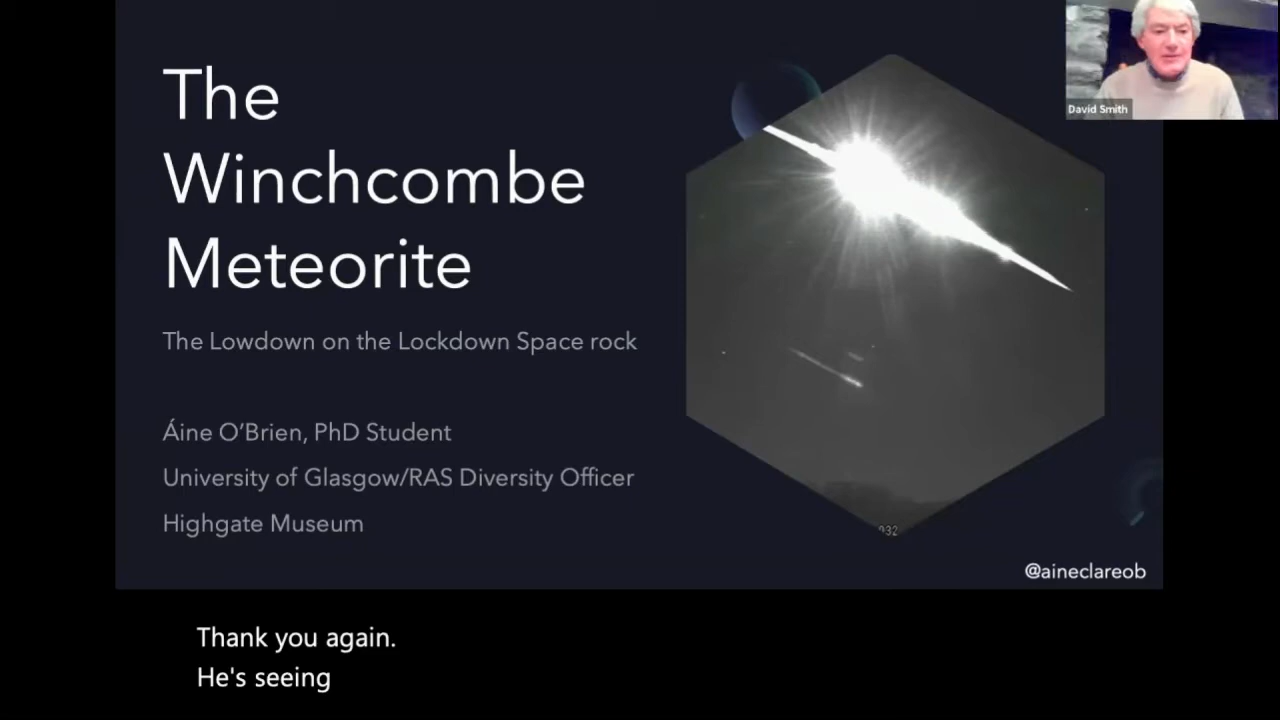 The
Winchcombe
Meteorite
The Lowdown on the Lockdown Space rock
Áine O'Brien, PhD Student
University of Glasgow/RAS Diversity Officer
Highgate Museum
032
@aineclareob
David Smith
Thank you again.
He's seeing